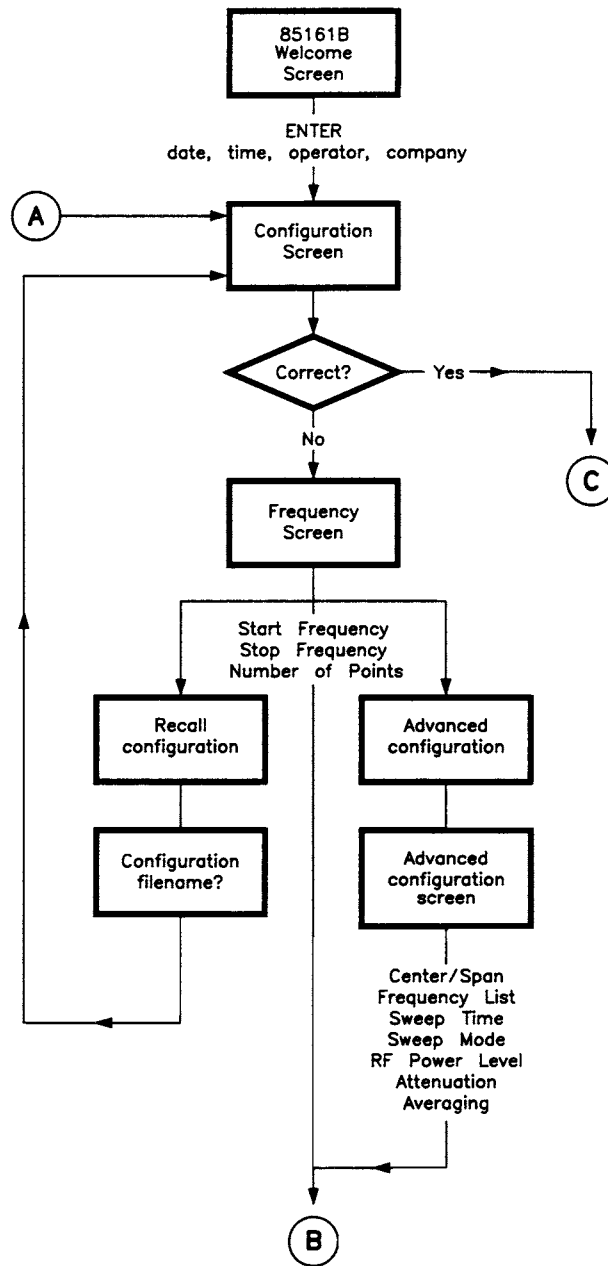 85161B
Welcome
Screen
ENTER
date, time, operator, company
A
Configuration
Screen
Correct?
Yes
No
C
Frequency
Screen
Start Frequency
Stop Frequency
Number of Points
Recall
configuration
Advanced
configuration
Configuration
filename?
Advanced
configuration
screen
Center/Span
Frequency List
Sweep Time
Sweep Mode
RF Power Level
Attenuation
Averaging
B